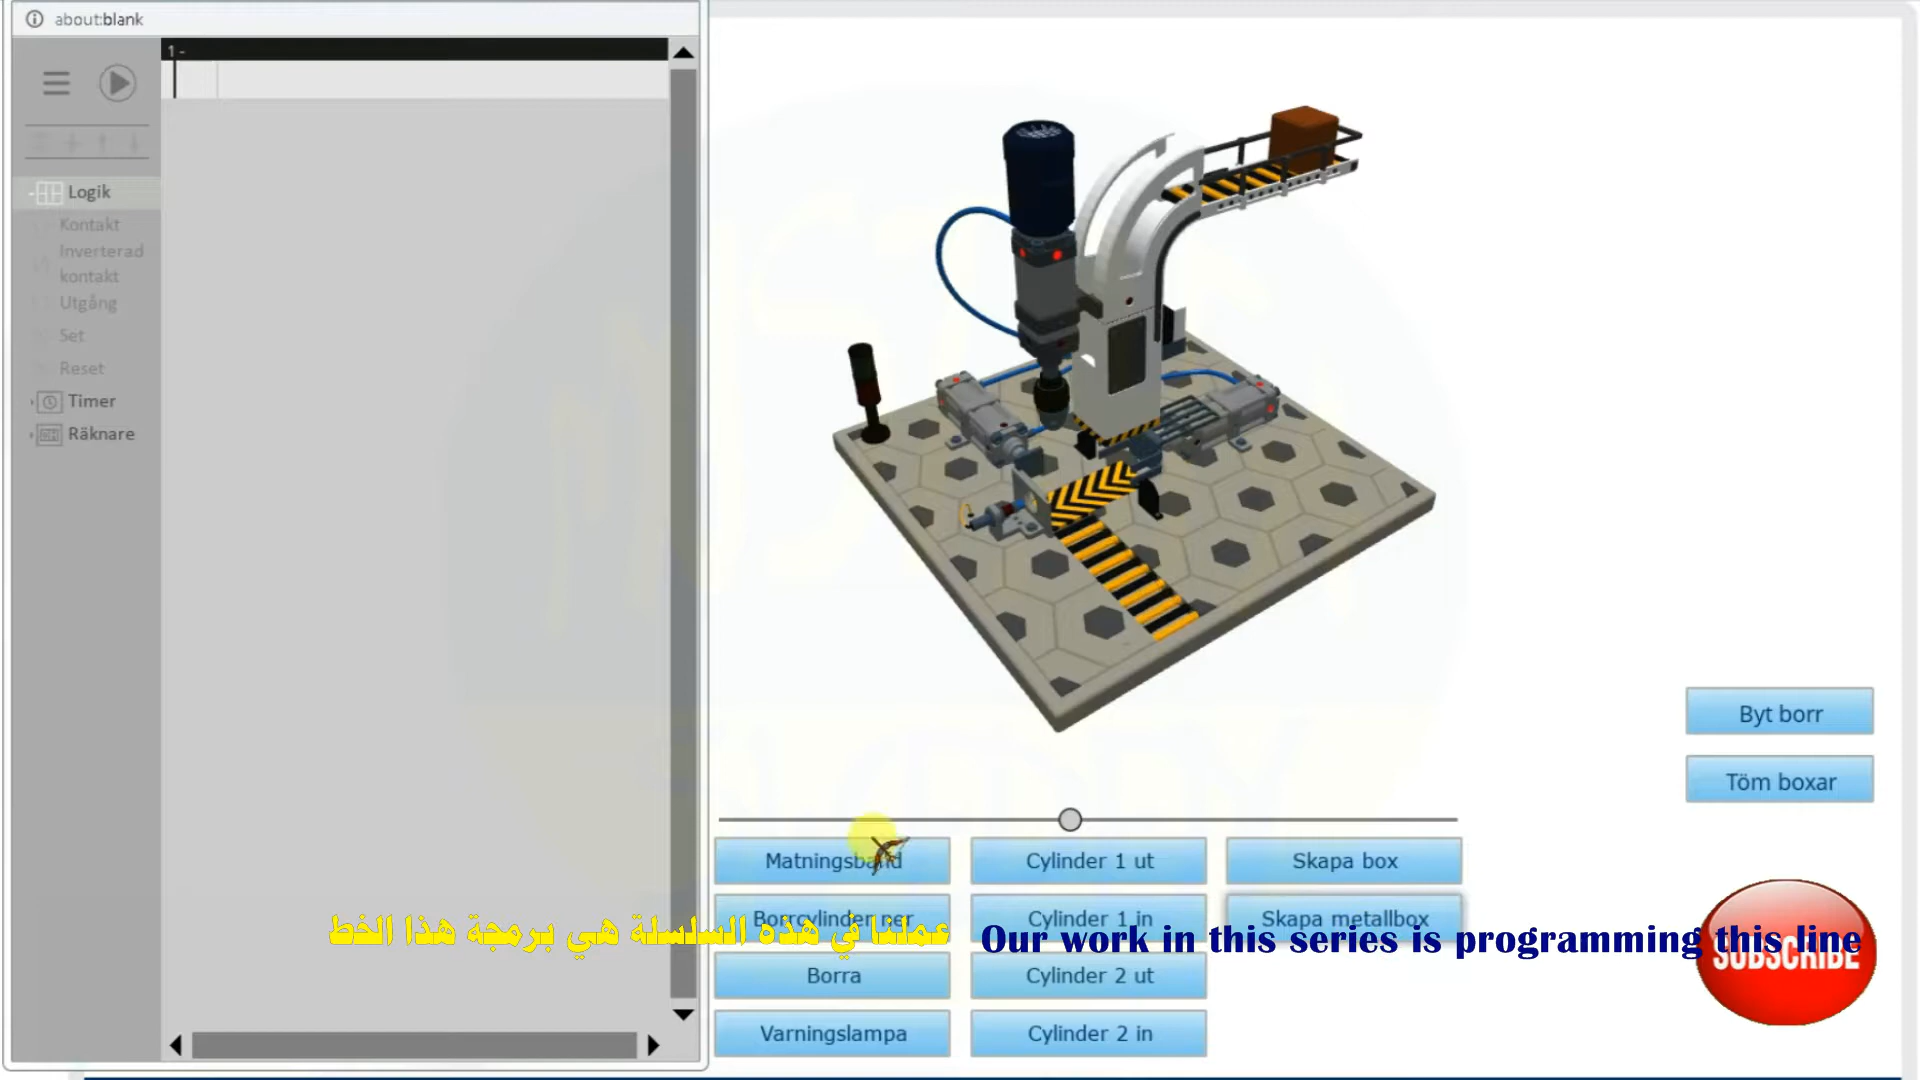 about:blank
1 -
Logik
Kontakt
Inverterad
kontakt
Utgång
Set
Reset
Timer
Räknare
Byt borr
Töm boxar
Matningsband
Cylinder 1 ut
Skapa box
Borrcylinder ner
Cylinder 1 in
Skapa metallbox
عملنا في هذه السلسلة هي برمجة هذا الخط
Our work in this series is programming this line
SUBSCRIBE
Borra
Cylinder 2 ut
Varningslampa
Cylinder 2 in